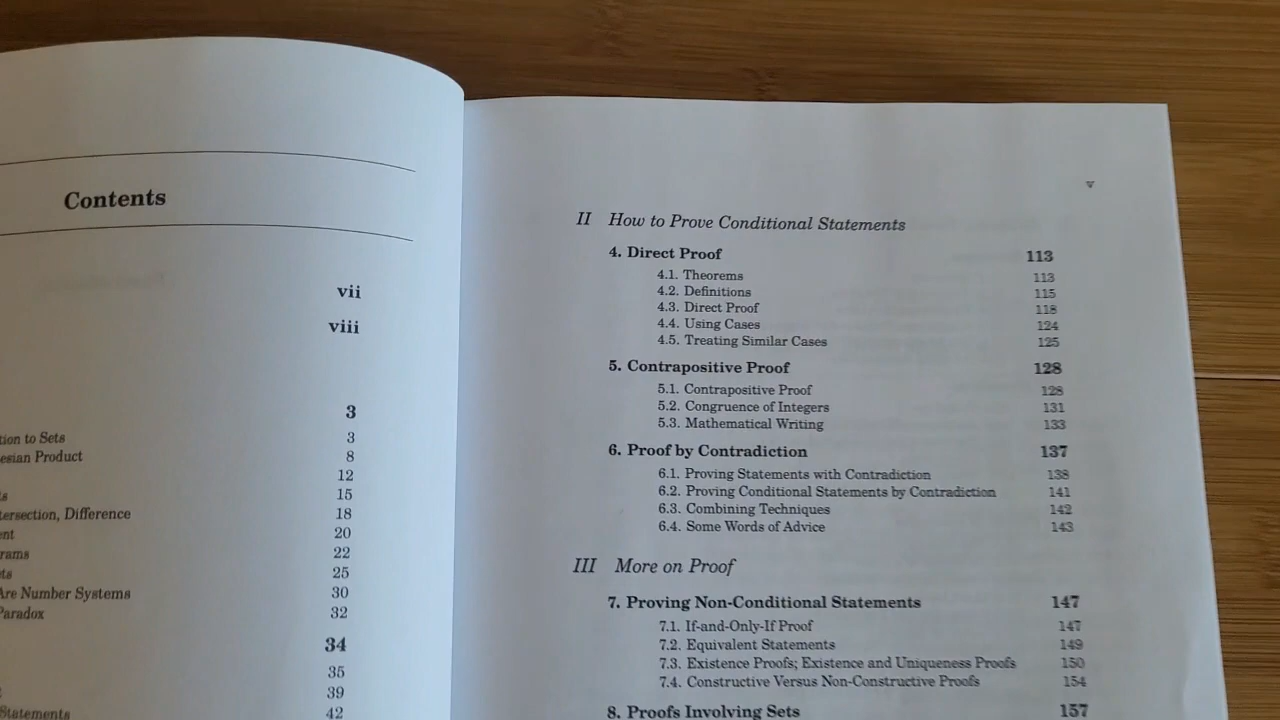 Contents
vii
viii
3
tion to Sets 3
esian Product 8
12
s 15
tersection, Difference 18
ent 20
rams 22
ts 25
Are Number Systems 30
Paradox 32
34
35
39
Statements 42
v
II How to Prove Conditional Statements
4. Direct Proof 113
4.1. Theorems 113
4.2. Definitions 115
4.3. Direct Proof 118
4.4. Using Cases 124
4.5. Treating Similar Cases 125
5. Contrapositive Proof 128
5.1. Contrapositive Proof 128
5.2. Congruence of Integers 131
5.3. Mathematical Writing 133
6. Proof by Contradiction 137
6.1. Proving Statements with Contradiction 138
6.2. Proving Conditional Statements by Contradiction 141
6.3. Combining Techniques 142
6.4. Some Words of Advice 143
III More on Proof
7. Proving Non-Conditional Statements 147
7.1. If-and-Only-If Proof 147
7.2. Equivalent Statements 149
7.3. Existence Proofs; Existence and Uniqueness Proofs 150
7.4. Constructive Versus Non-Constructive Proofs 154
8. Proofs Involving Sets 157